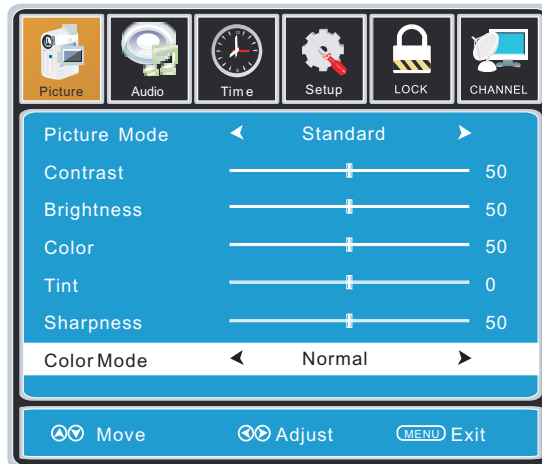 Picture Audio Time Setup LOCK CHANNEL
Picture Mode Standard
Contrast 50
Brightness 50
Color 50
Tint 0
Sharpness 50
Color Mode Normal
Move Adjust MENU Exit